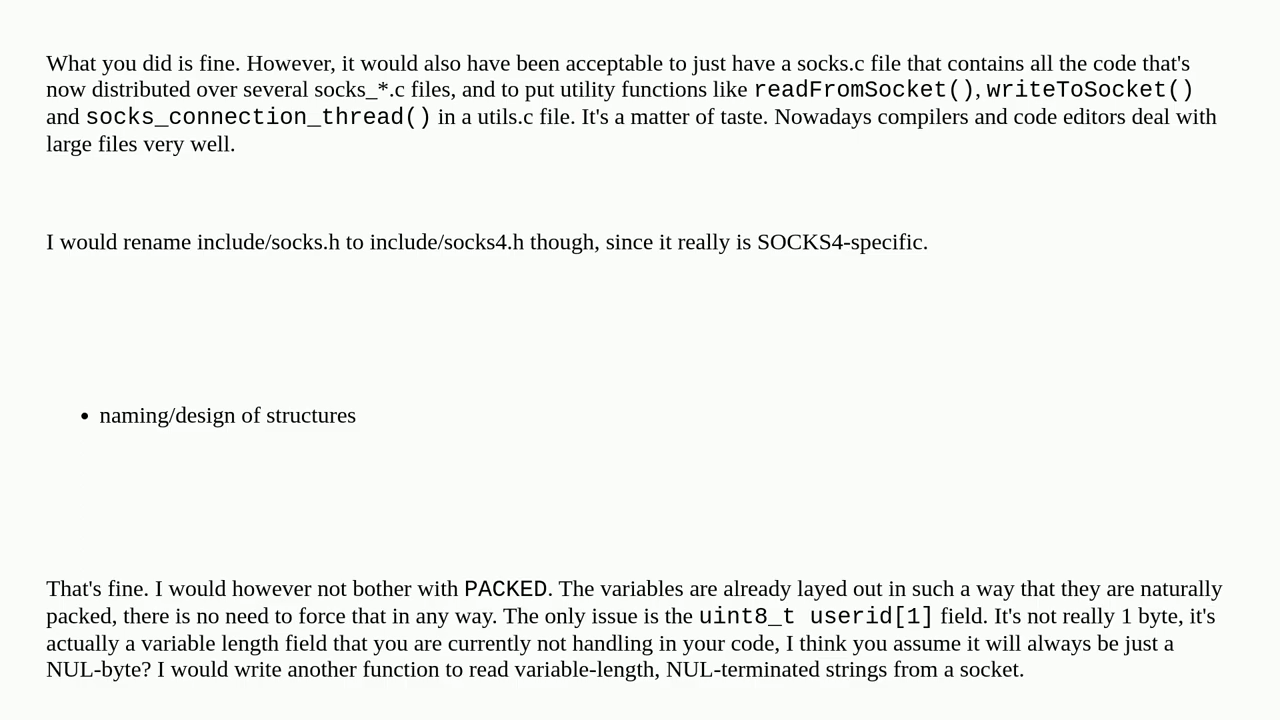 What you did is fine. However, it would also have been acceptable to just have a socks.c file that contains all the code that's
now distributed over several socks_*.c files, and to put utility functions like readFromSocket(), writeToSocket()
and socks_connection_thread() in a utils.c file. It's a matter of taste. Nowadays compilers and code editors deal with
large files very well.
I would rename include/socks.h to include/socks4.h though, since it really is SOCKS4-specific.
• naming/design of structures
That's fine. I would however not bother with PACKED. The variables are already layed out in such a way that they are naturally
packed, there is no need to force that in any way. The only issue is the uint8_t userid[1] field. It's not really 1 byte, it's
actually a variable length field that you are currently not handling in your code, I think you assume it will always be just a
NUL-byte? I would write another function to read variable-length, NUL-terminated strings from a socket.